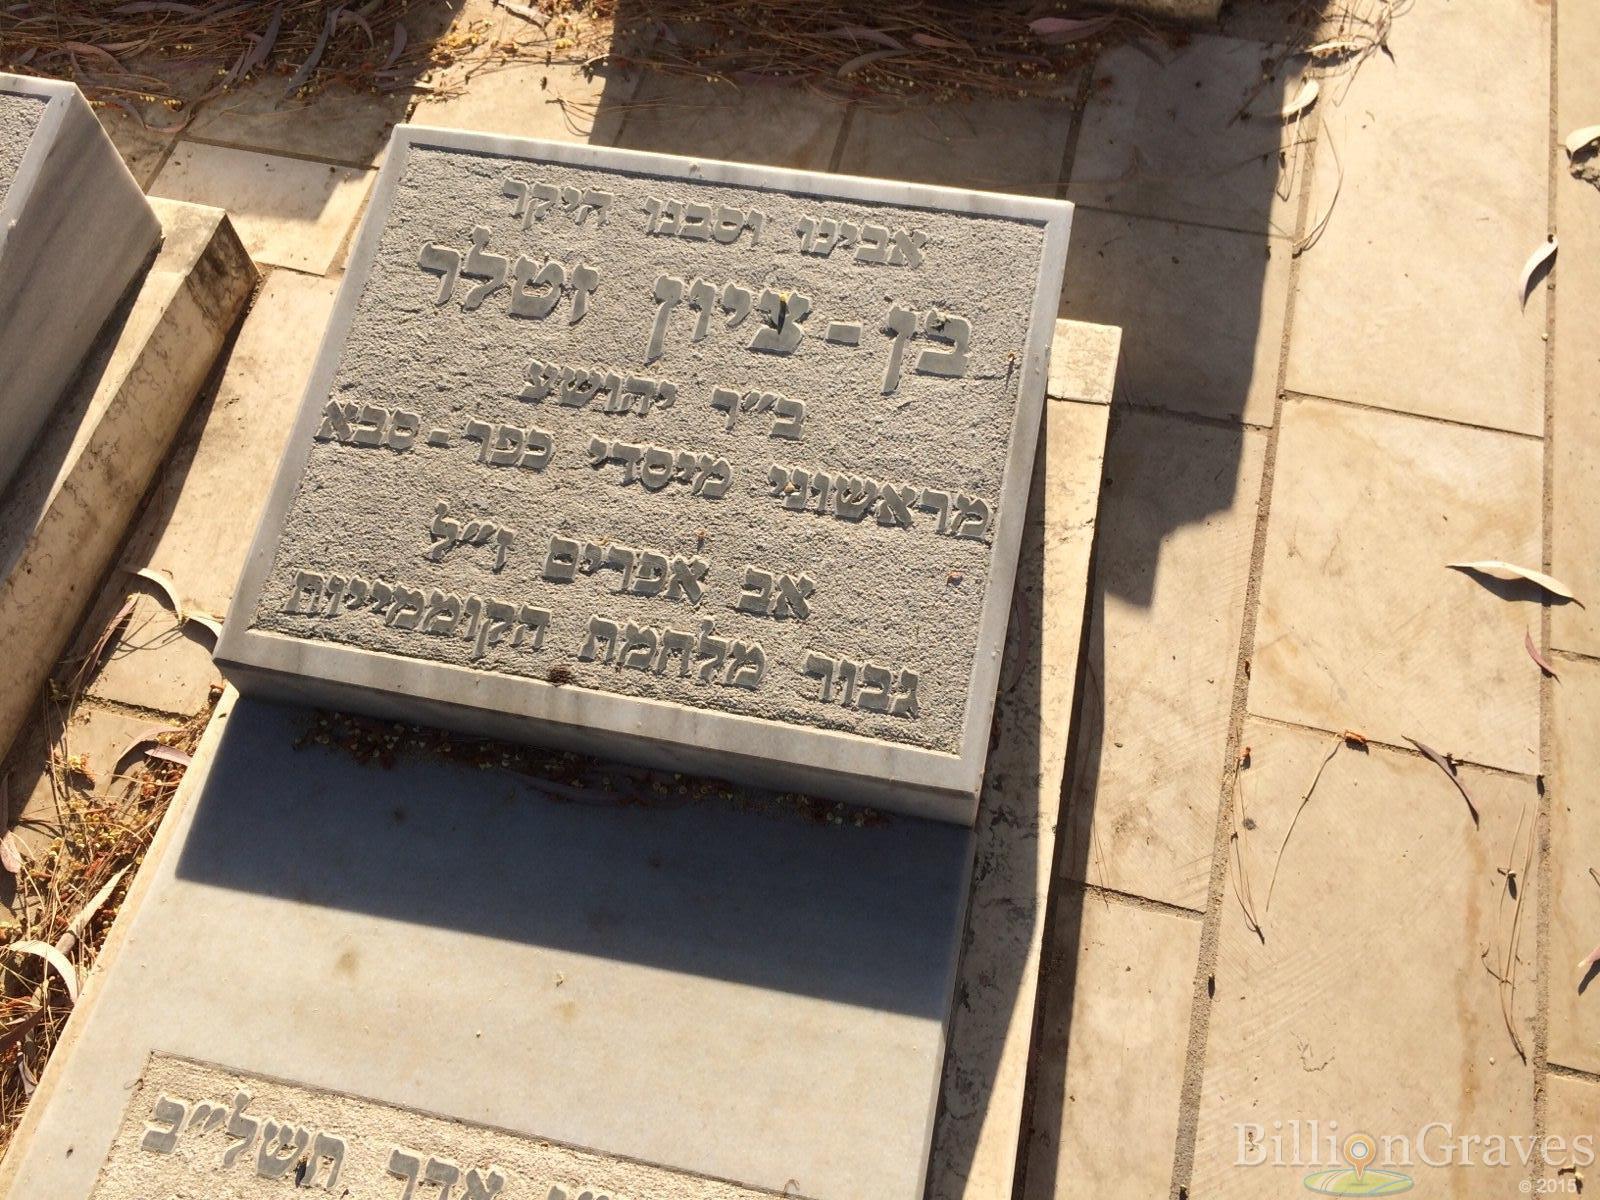 אבינו וסבנו היקר
בן-ציון זטלר
ב״ר יהושע
מראשוני מיסדי כפר-סבא
אב אפרים ז״ל
גבור מלחמת הקוממיות
אדר תשל״ב
BillionGraves
© 2015